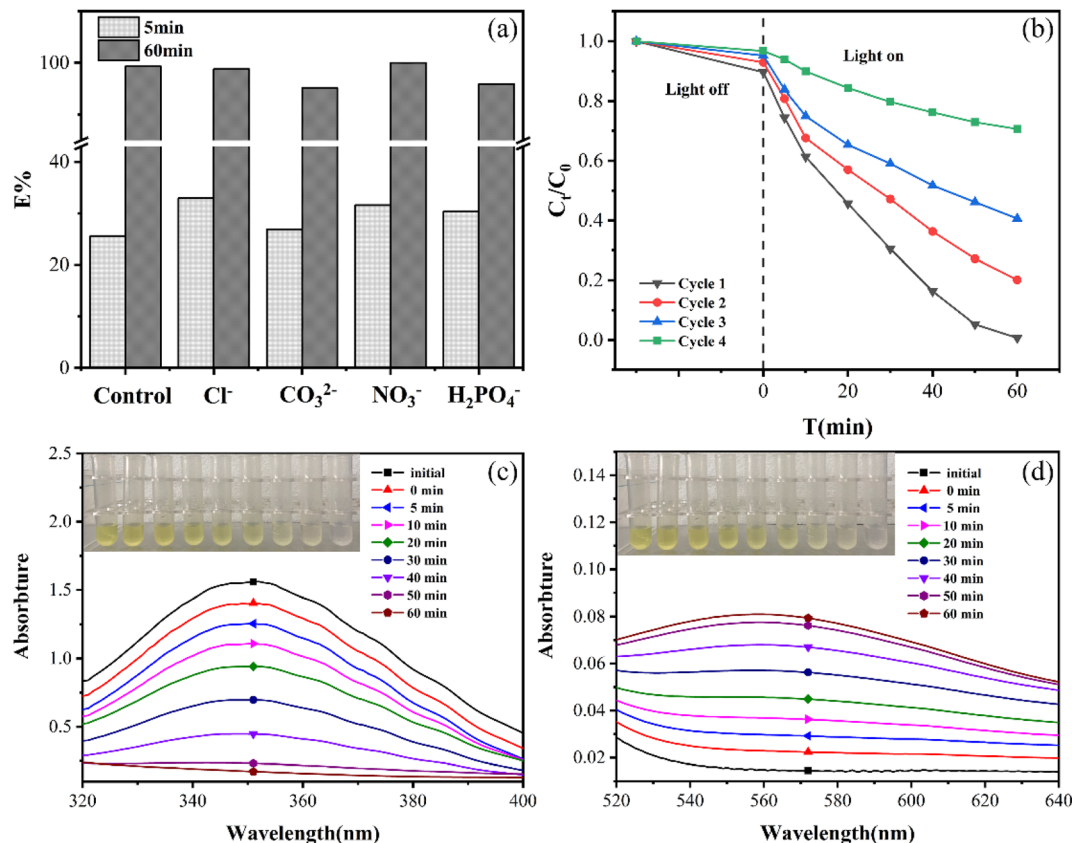 (a)
5min
60min
100
40
20
0
E%
Control Cl⁻ CO₃²⁻ NO₃⁻ H₂PO₄⁻
(b)
Light on
Light off
1.0
0.8
0.6
0.4
0.2
0.0
Cₜ/C₀
Cycle 1
Cycle 2
Cycle 3
Cycle 4
0 20 40 60
T(min)
(c)
2.5
2.0
1.5
1.0
0.5
Absorbture
initial
0 min
5 min
10 min
20 min
30 min
40 min
50 min
60 min
320 340 360 380 400
Wavelength(nm)
(d)
0.14
0.12
0.10
0.08
0.06
0.04
0.02
Absorbture
initial
0 min
5 min
10 min
20 min
30 min
40 min
50 min
60 min
520 540 560 580 600 620 640
Wavelength(nm)